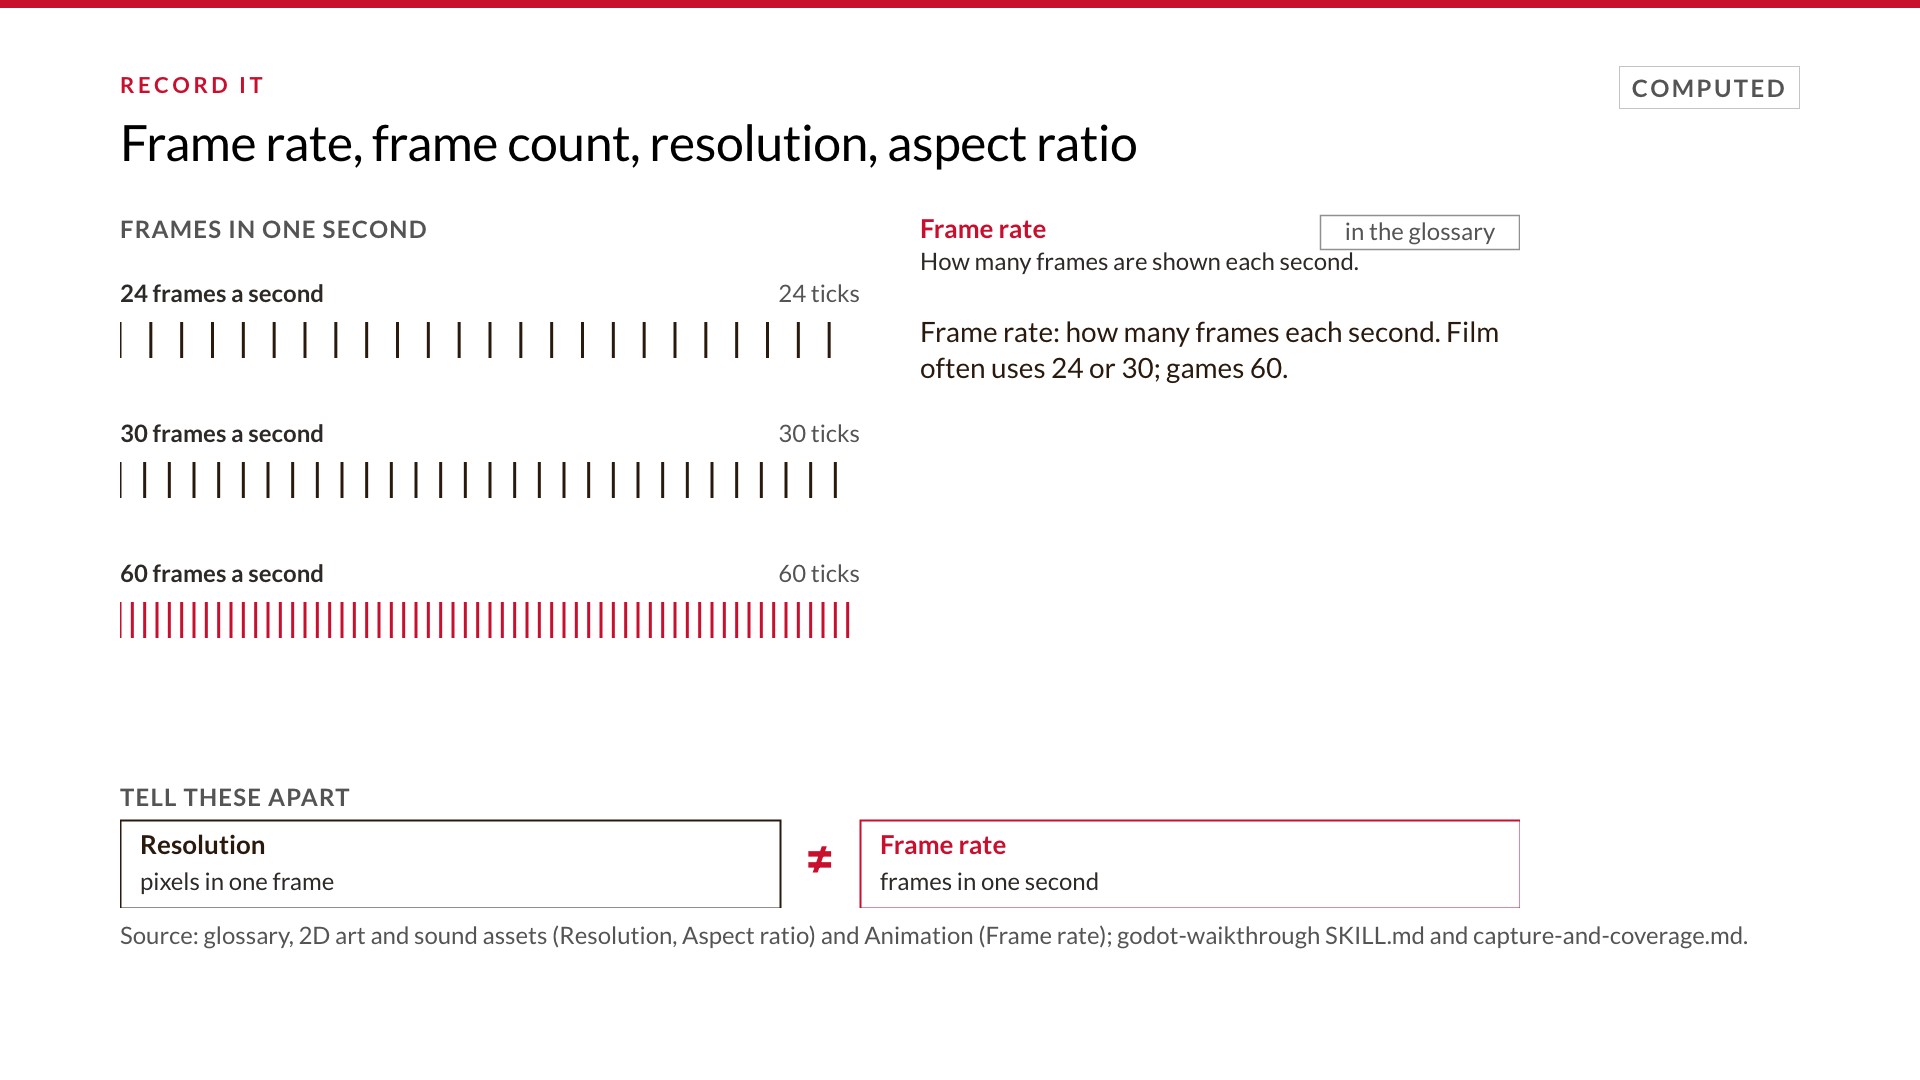 RECORD IT
COMPUTED
Frame rate, frame count, resolution, aspect ratio
FRAMES IN ONE SECOND
24 frames a second
24 ticks
30 frames a second
30 ticks
60 frames a second
60 ticks
Frame rate
in the glossary
How many frames are shown each second.
Frame rate: how many frames each second. Film
often uses 24 or 30; games 60.
TELL THESE APART
Resolution
pixels in one frame
≠
Frame rate
frames in one second
Source: glossary, 2D art and sound assets (Resolution, Aspect ratio) and Animation (Frame rate); godot-waikthrough SKILL.md and capture-and-coverage.md.